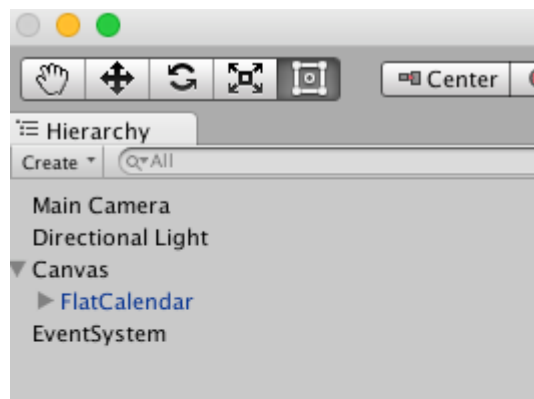 Center
Hierarchy
Create
All
Main Camera
Directional Light
Canvas
FlatCalendar
EventSystem